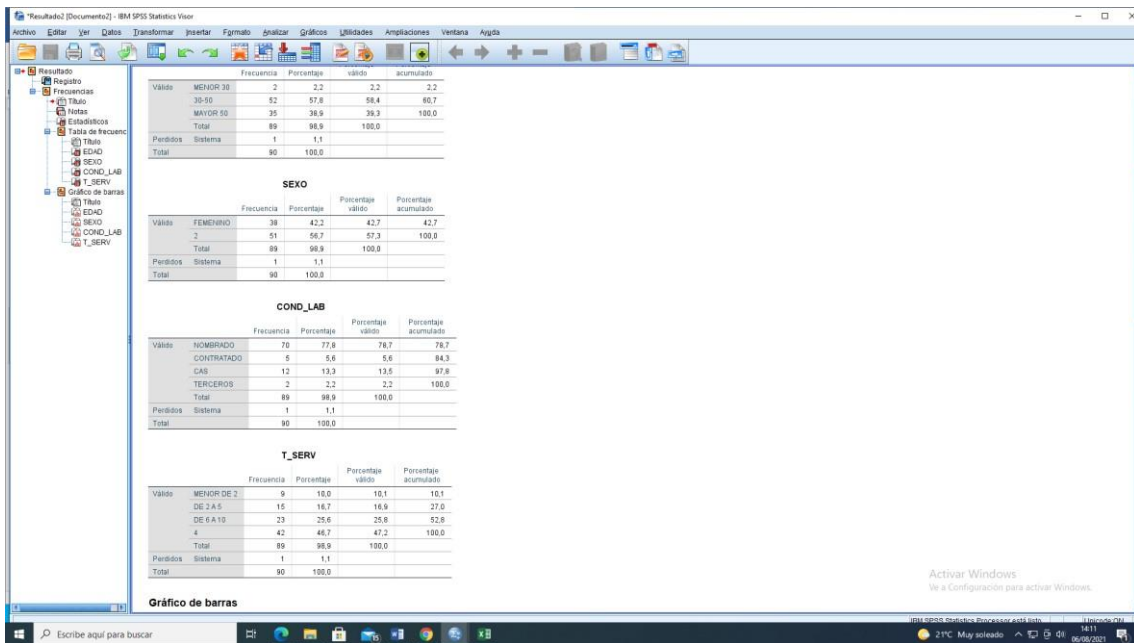 *Resultado2 [Documento2] - IBM SPSS Statistics Visor
Archivo Editar Ver Datos Transformar Insertar Formato Analizar Gráficos Utilidades Ampliaciones Ventana Ayuda
Resultado
Registro
Frecuencias
Título
Notas
Estadísticos
Tabla de frecuenc
Título
EDAD
SEXO
COND_LAB
T_SERV
Gráfico de barras
Título
EDAD
SEXO
COND_LAB
T_SERV
Frecuencia Porcentaje válido acumulado
Válido MENOR 30 2 2,2 2,2 2,2
30-50 52 57,8 58,4 60,7
MAYOR 50 35 38,9 39,3 100,0
Total 89 98,9 100,0
Perdidos Sistema 1 1,1
Total 90 100,0
SEXO
Frecuencia Porcentaje Porcentaje válido Porcentaje acumulado
Válido FEMENINO 38 42,2 42,7 42,7
2 51 56,7 57,3 100,0
Total 89 98,9 100,0
Perdidos Sistema 1 1,1
Total 90 100,0
COND_LAB
Frecuencia Porcentaje Porcentaje válido Porcentaje acumulado
Válido NOMBRADO 70 77,8 78,7 78,7
CONTRATADO 5 5,6 5,6 84,3
CAS 12 13,3 13,5 97,8
TERCEROS 2 2,2 2,2 100,0
Total 89 98,9 100,0
Perdidos Sistema 1 1,1
Total 90 100,0
T_SERV
Frecuencia Porcentaje Porcentaje válido Porcentaje acumulado
Válido MENOR DE 2 9 10,0 10,1 10,1
DE 2 A 5 15 16,7 16,9 27,0
DE 6 A 10 23 25,6 25,8 52,8
4 42 46,7 47,2 100,0
Total 89 98,9 100,0
Perdidos Sistema 1 1,1
Total 90 100,0
Gráfico de barras
Activar Windows
Ve a Configuración para activar Windows.
IBM SPSS Statistics Processor está listo Unicode:ON
Escribe aquí para buscar
21°C Muy soleado
14:11
06/08/2021